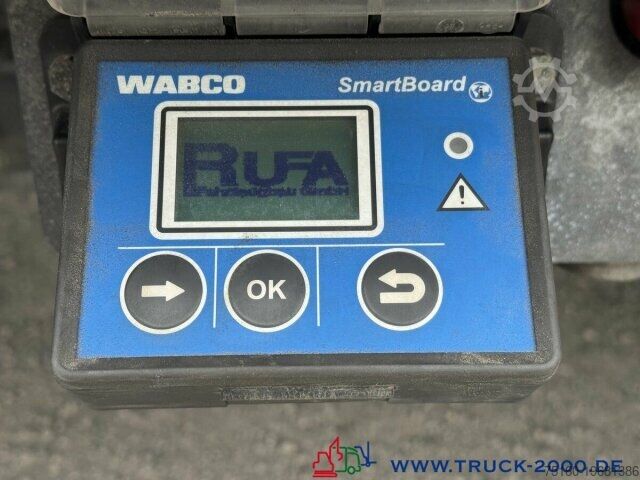 WABCO
SmartBoard
RUFA
Fahrzeugbau GmbH
OK
WWW.TRUCK-2000.DE